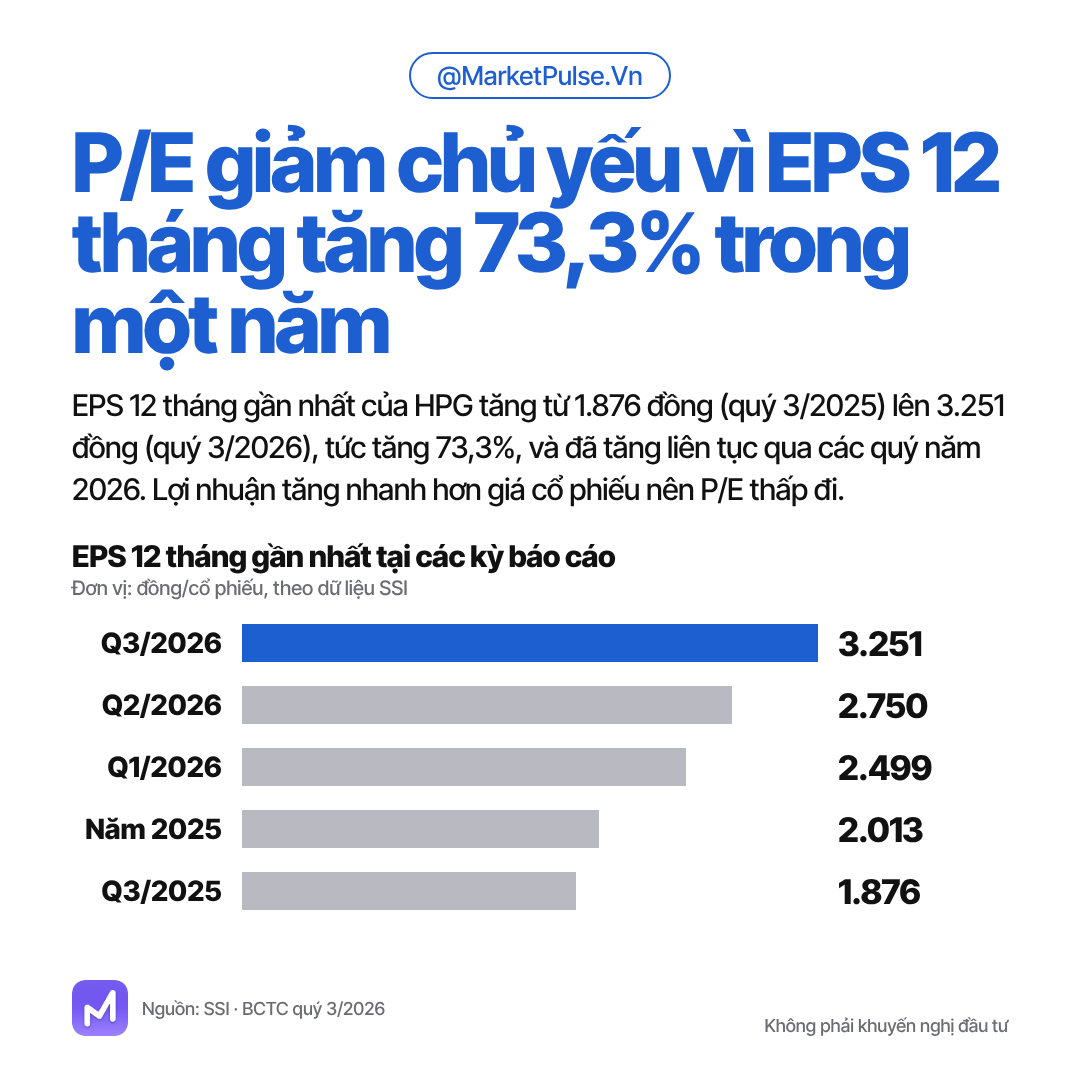 @MarketPulse.Vn
P/E giảm chủ yếu vì EPS 12
tháng tăng 73,3% trong
một năm
EPS 12 tháng gần nhất của HPG tăng từ 1.876 đồng (quý 3/2025) lên 3.251
đồng (quý 3/2026), tức tăng 73,3%, và đã tăng liên tục qua các quý năm
2026. Lợi nhuận tăng nhanh hơn giá cổ phiếu nên P/E thấp đi.
EPS 12 tháng gần nhất tại các kỳ báo cáo
Đơn vị: đồng/cổ phiếu, theo dữ liệu SSI
Q3/2026 3.251
Q2/2026 2.750
Q1/2026 2.499
Năm 2025 2.013
Q3/2025 1.876
Nguồn: SSI · BCTC quý 3/2026
Không phải khuyến nghị đầu tư